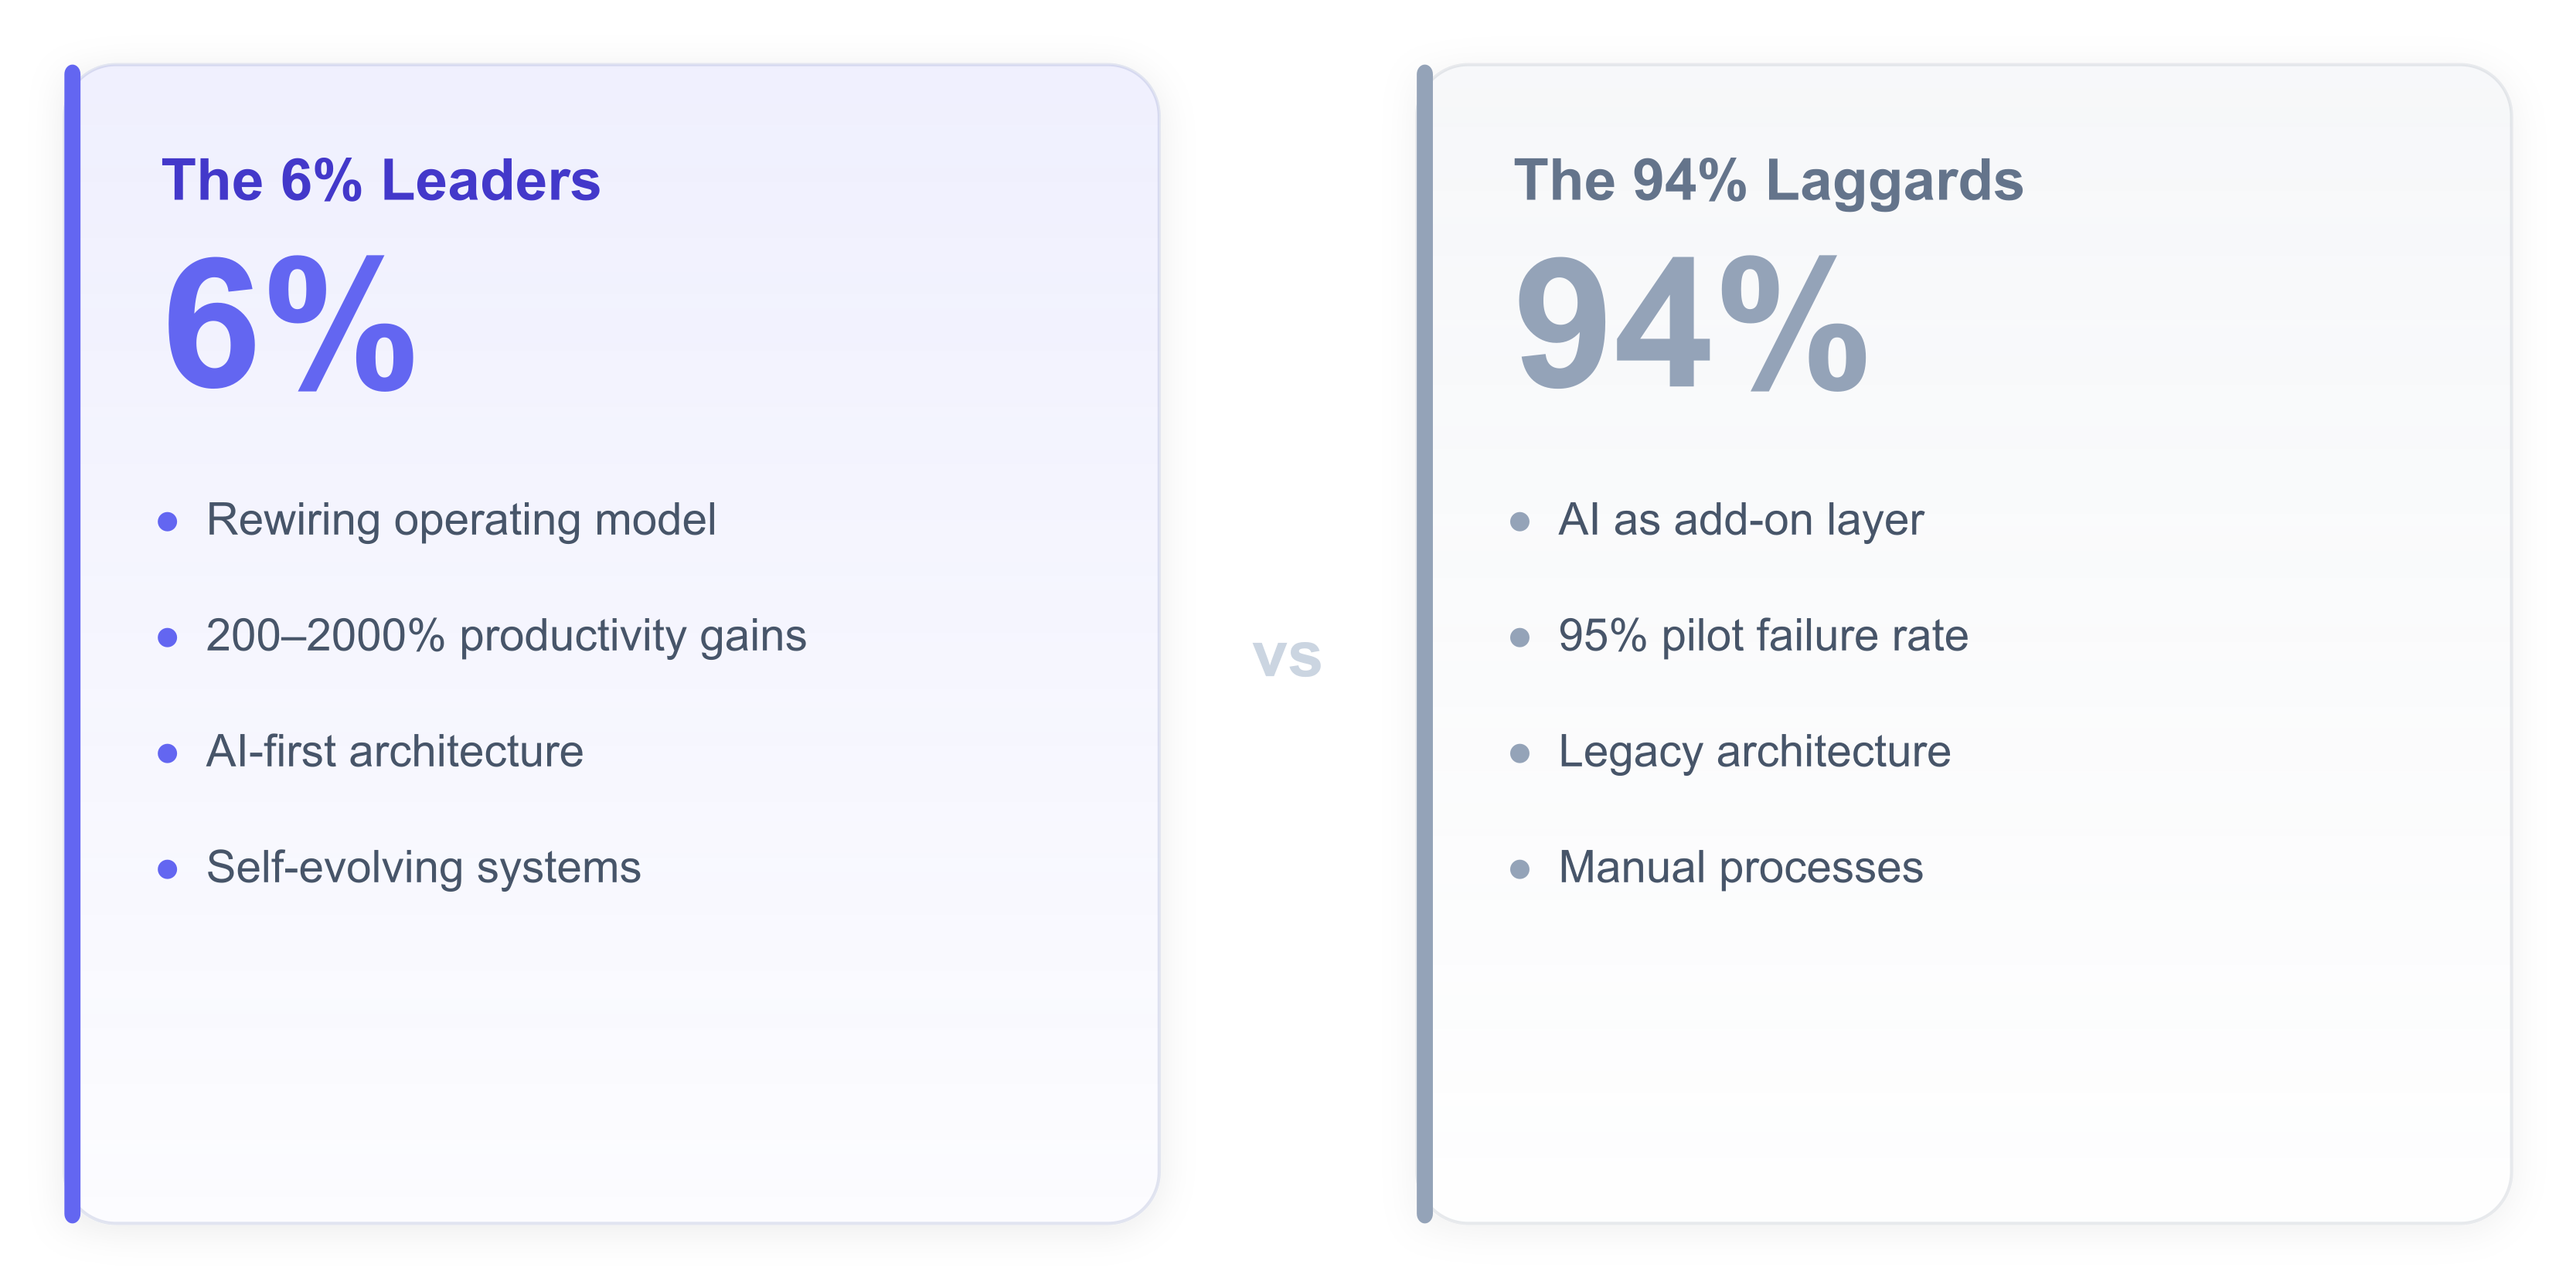 The 6% Leaders
6%
Rewiring operating model
200–2000% productivity gains
AI-first architecture
Self-evolving systems
vs
The 94% Laggards
94%
AI as add-on layer
95% pilot failure rate
Legacy architecture
Manual processes